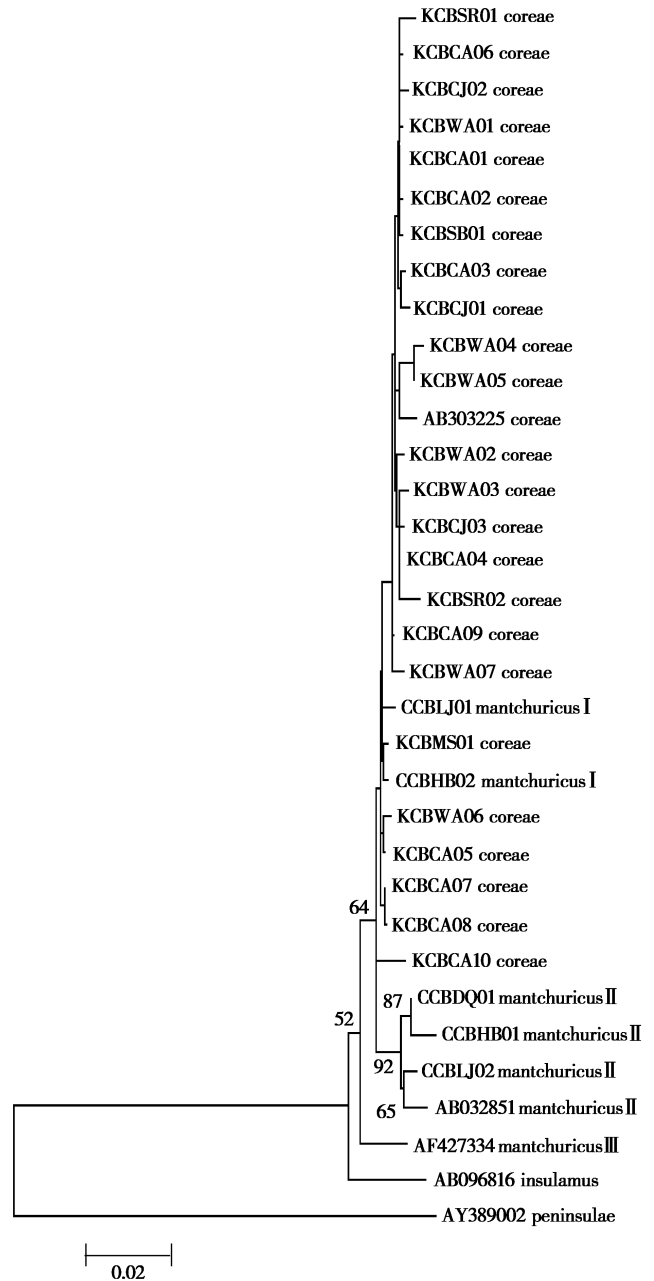 KCBSR01 coreae
KCBCA06 coreae
KCBCJ02 coreae
KCBWA01 coreae
KCBCA01 coreae
KCBCA02 coreae
KCBSB01 coreae
KCBCA03 coreae
KCBCJ01 coreae
KCBWA04 coreae
KCBWA05 coreae
AB303225 coreae
KCBWA02 coreae
KCBWA03 coreae
KCBCJ03 coreae
KCBCA04 coreae
KCBSR02 coreae
KCBCA09 coreae
KCBWA07 coreae
CCBLJ01 mantchuricus Ⅰ
KCBMS01 coreae
CCBHB02 mantchuricus Ⅰ
KCBWA06 coreae
KCBCA05 coreae
KCBCA07 coreae
64
KCBCA08 coreae
KCBCA10 coreae
87 CCBDQ01 mantchuricus Ⅱ
52
CCBHB01 mantchuricus Ⅱ
92
CCBLJ02 mantchuricus Ⅱ
65 AB032851 mantchuricus Ⅱ
AF427334 mantchuricus Ⅲ
AB096816 insulamus
AY389002 peninsulae
0.02